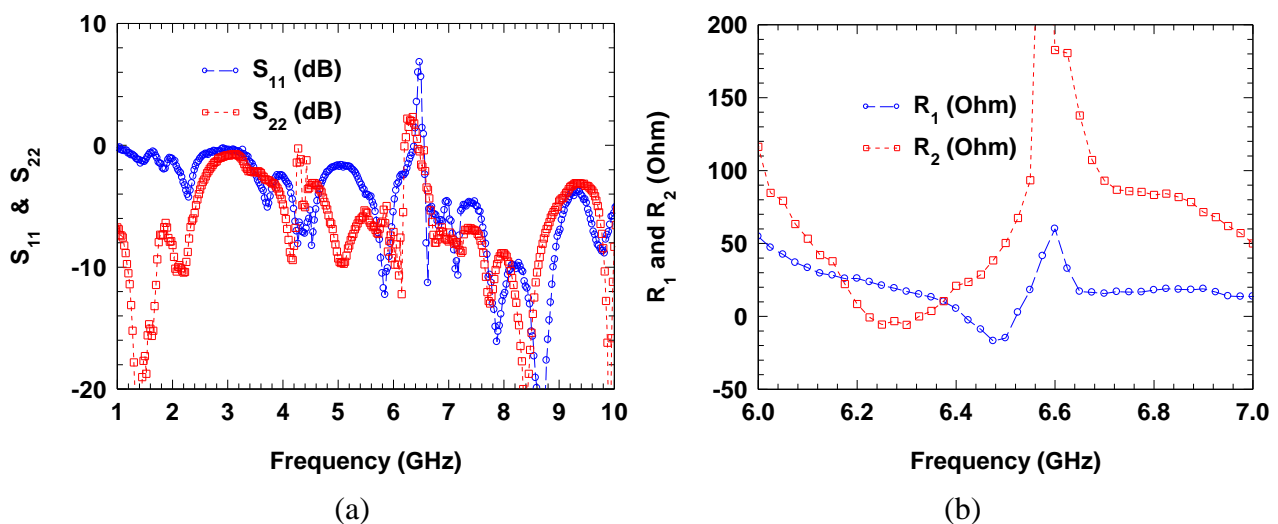 10
0
-10
-20
S11 & S22
S11 (dB)
S22 (dB)
1 2 3 4 5 6 7 8 9 10
Frequency (GHz)
(a)
200
150
100
50
0
-50
R1 and R2 (Ohm)
R1 (Ohm)
R2 (Ohm)
6.0 6.2 6.4 6.6 6.8 7.0
Frequency (GHz)
(b)